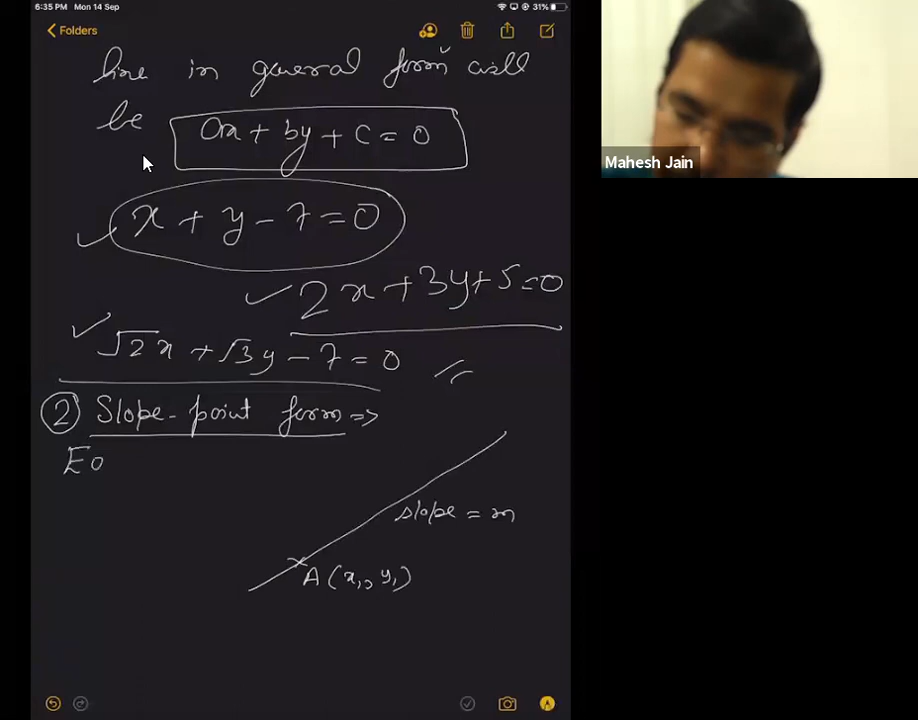 6:35 PM Mon 14 Sep
31%
Folders
line in general form will
be ax + by + c = 0
x + y - 7 = 0
2x + 3y + 5 = 0
√2x + √3y - 7 = 0
② Slope-point form ⇒
Eq
slope = m
A(x₁, y₁)
Mahesh Jain